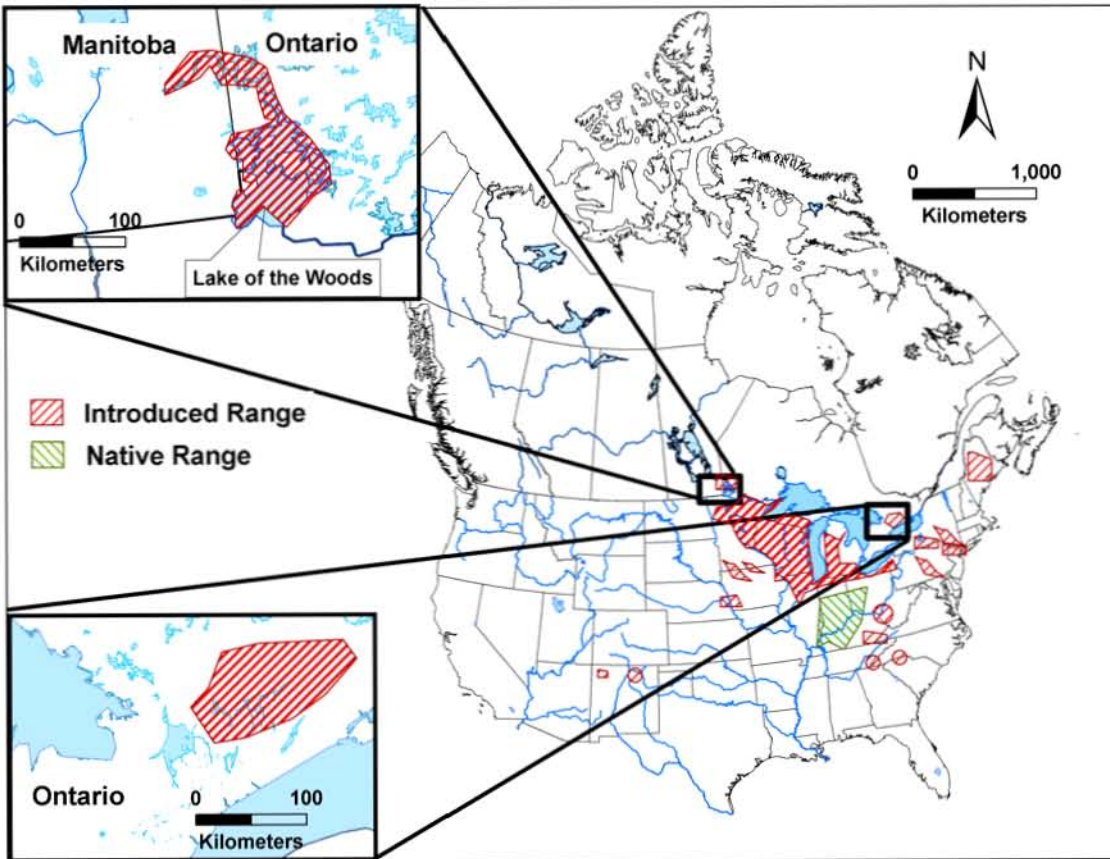 Manitoba Ontario
0 100
Kilometers
Lake of the Woods
N
0 1,000
Kilometers
Introduced Range
Native Range
Ontario
0 100
Kilometers